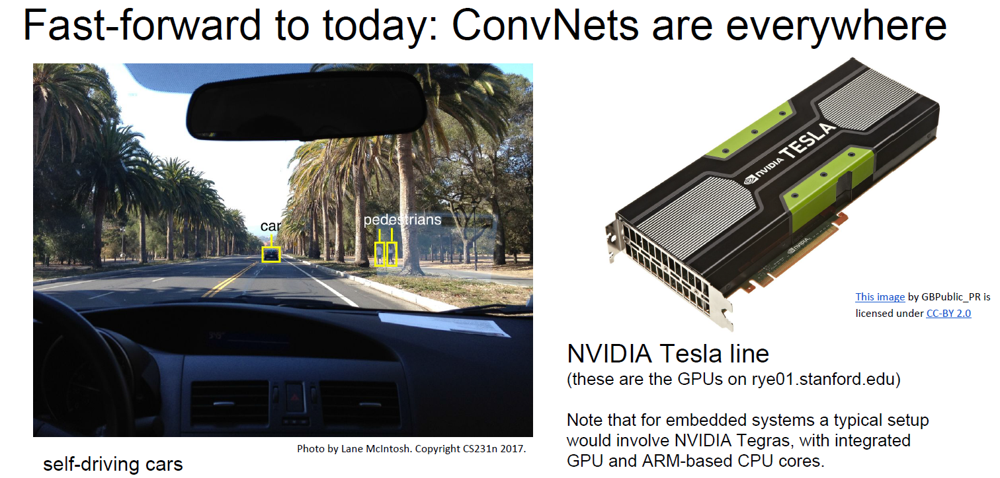 Fast-forward to today: ConvNets are everywhere
car
pedestrians
Photo by Lane McIntosh. Copyright CS231n 2017.
self-driving cars
NVIDIA TESLA
NVIDIA
This image by GBPublic_PR is
licensed under CC-BY 2.0
NVIDIA Tesla line
(these are the GPUs on rye01.stanford.edu)
Note that for embedded systems a typical setup
would involve NVIDIA Tegras, with integrated
GPU and ARM-based CPU cores.